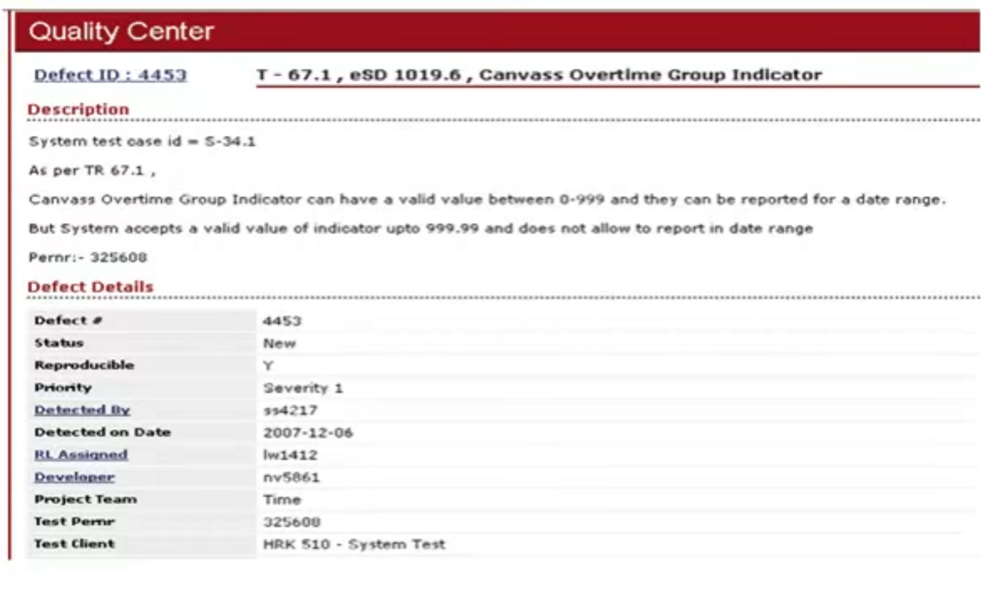 Quality Center
Defect ID : 4453 T - 67.1 , eSD 1019.6 , Canvass Overtime Group Indicator
Description
System test case id = S-34.1
As per TR 67.1 ,
Canvass Overtime Group Indicator can have a valid value between 0-999 and they can be reported for a date range.
But System accepts a valid value of indicator upto 999.99 and does not allow to report in date range
Pernr:- 325608
Defect Details
Defect # 4453
Status New
Reproducible Y
Priority Severity 1
Detected By ss4217
Detected on Date 2007-12-06
RL Assigned lw1412
Developer nv5861
Project Team Time
Test Pernr 325608
Test Client HRK 510 - System Test